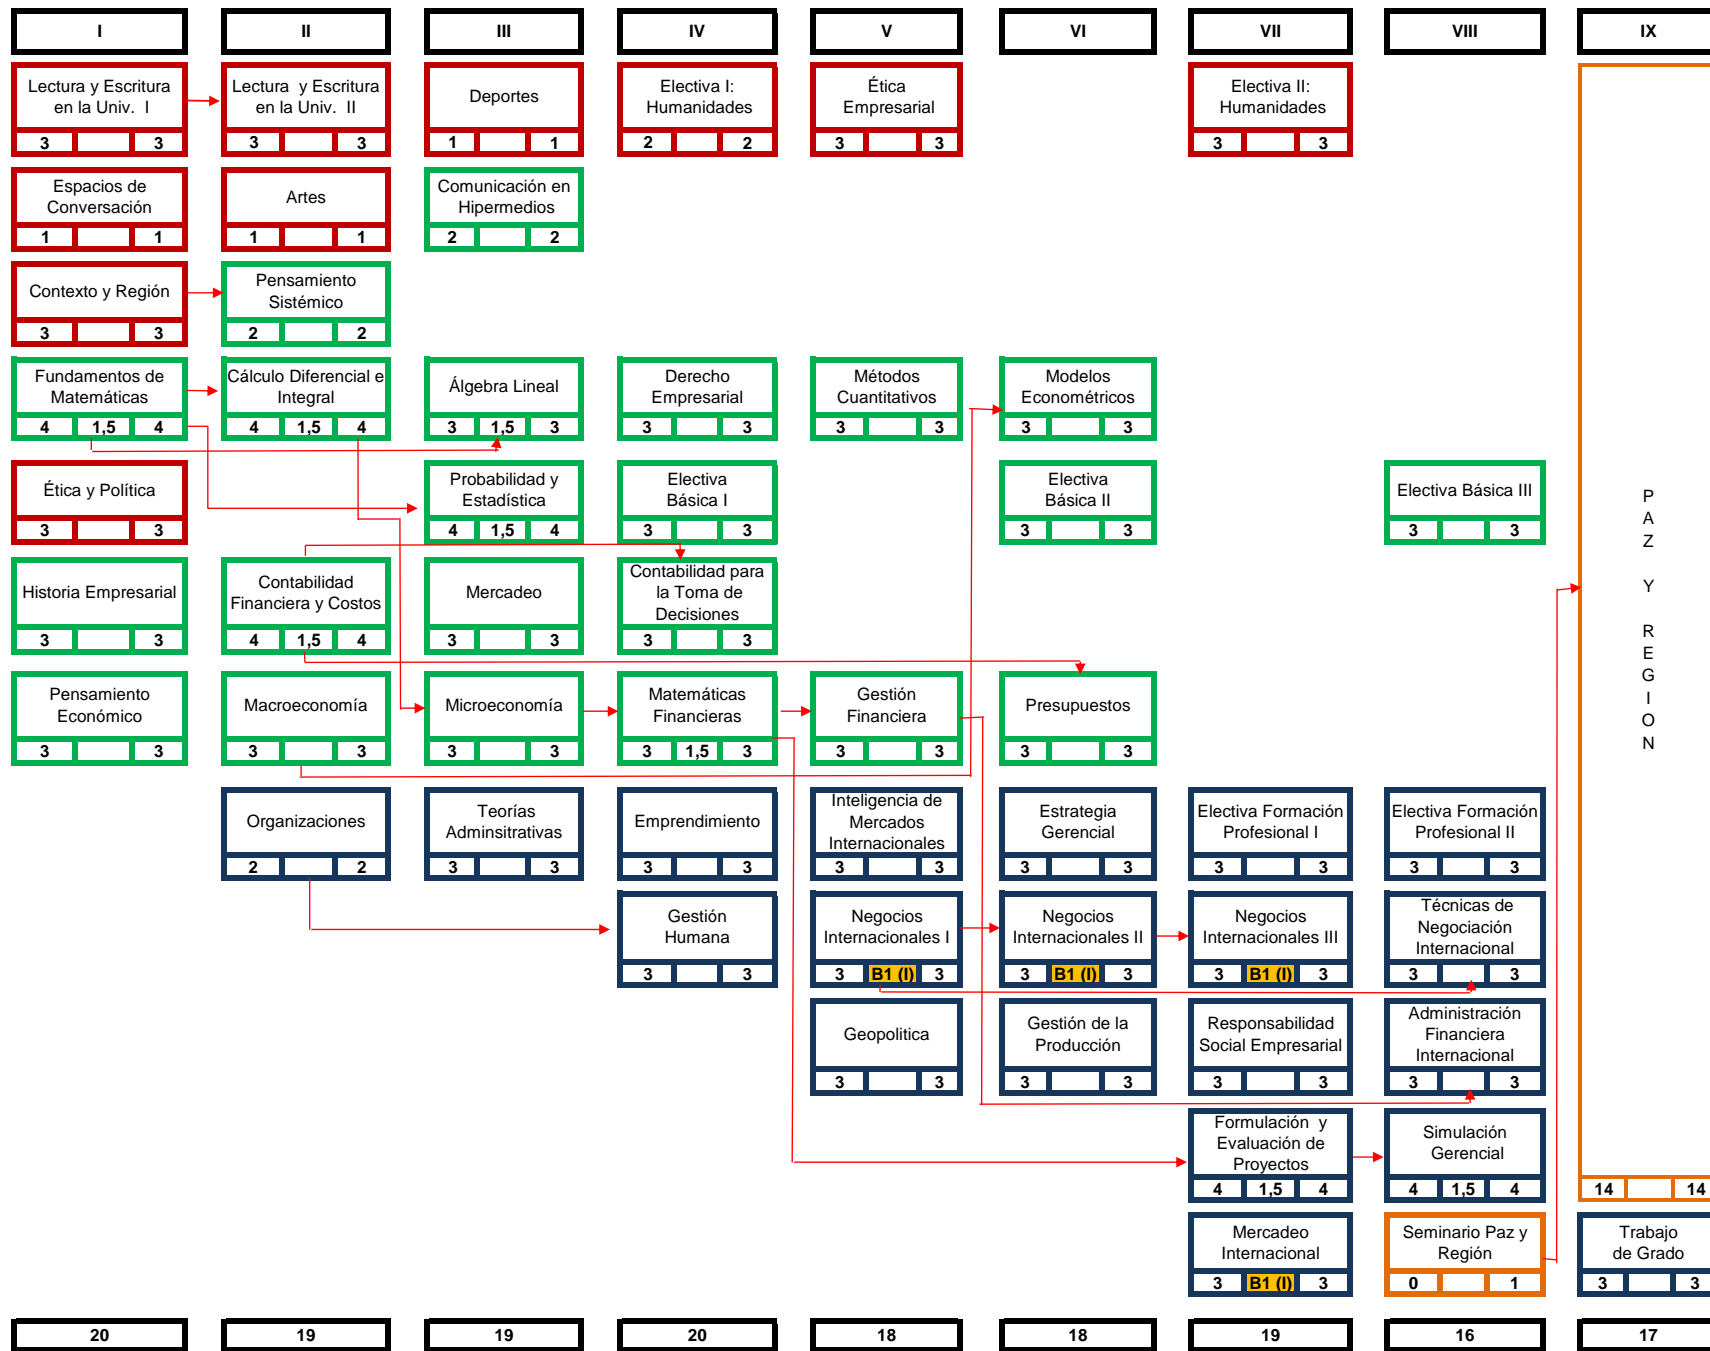 I II III IV V VI VII VIII IX
Lectura y Escritura
en la Univ. I
3 3
Lectura y Escritura
en la Univ. II
3 3
Deportes
1 1
Electiva I:
Humanidades
2 2
Ética
Empresarial
3 3
Electiva II:
Humanidades
3 3
Espacios de
Conversación
1 1
Artes
1 1
Comunicación en
Hipermedios
2 2
Contexto y Región
3 3
Pensamiento
Sistémico
2 2
Fundamentos de
Matemáticas
4 1,5 4
Cálculo Diferencial e
Integral
4 1,5 4
Álgebra Lineal
3 1,5 3
Derecho
Empresarial
3 3
Métodos
Cuantitativos
3 3
Modelos
Econométricos
3 3
Ética y Política
3 3
Probabilidad y
Estadística
4 1,5 4
Electiva
Básica I
3 3
Electiva
Básica II
3 3
Electiva Básica III
3 3
Historia Empresarial
3 3
Contabilidad
Financiera y Costos
4 1,5 4
Mercadeo
3 3
Contabilidad para
la Toma de
Decisiones
3 3
Pensamiento
Económico
3 3
Macroeconomía
3 3
Microeconomía
3 3
Matemáticas
Financieras
3 1,5 3
Gestión
Financiera
3 3
Presupuestos
3 3
Organizaciones
2 2
Teorías
Adminsitrativas
3 3
Emprendimiento
3 3
Inteligencia de
Mercados
Internacionales
3 3
Estrategia
Gerencial
3 3
Electiva Formación
Profesional I
3 3
Electiva Formación
Profesional II
3 3
Gestión
Humana
3 3
Negocios
Internacionales I
3 B1 (I) 3
Negocios
Internacionales II
3 B1 (I) 3
Negocios
Internacionales III
3 B1 (I) 3
Técnicas de
Negociación
Internacional
3 3
Geopolitica
3 3
Gestión de la
Producción
3 3
Responsabilidad
Social Empresarial
3 3
Administración
Financiera
Internacional
3 3
Formulación y
Evaluación de
Proyectos
4 1,5 4
Simulación
Gerencial
4 1,5 4
Mercadeo
Internacional
3 B1 (I) 3
Seminario Paz y
Región
0 1
P
A
Z
Y
R
E
G
I
O
N
14 14
Trabajo
de Grado
3 3
20 19 19 20 18 18 19 16 17